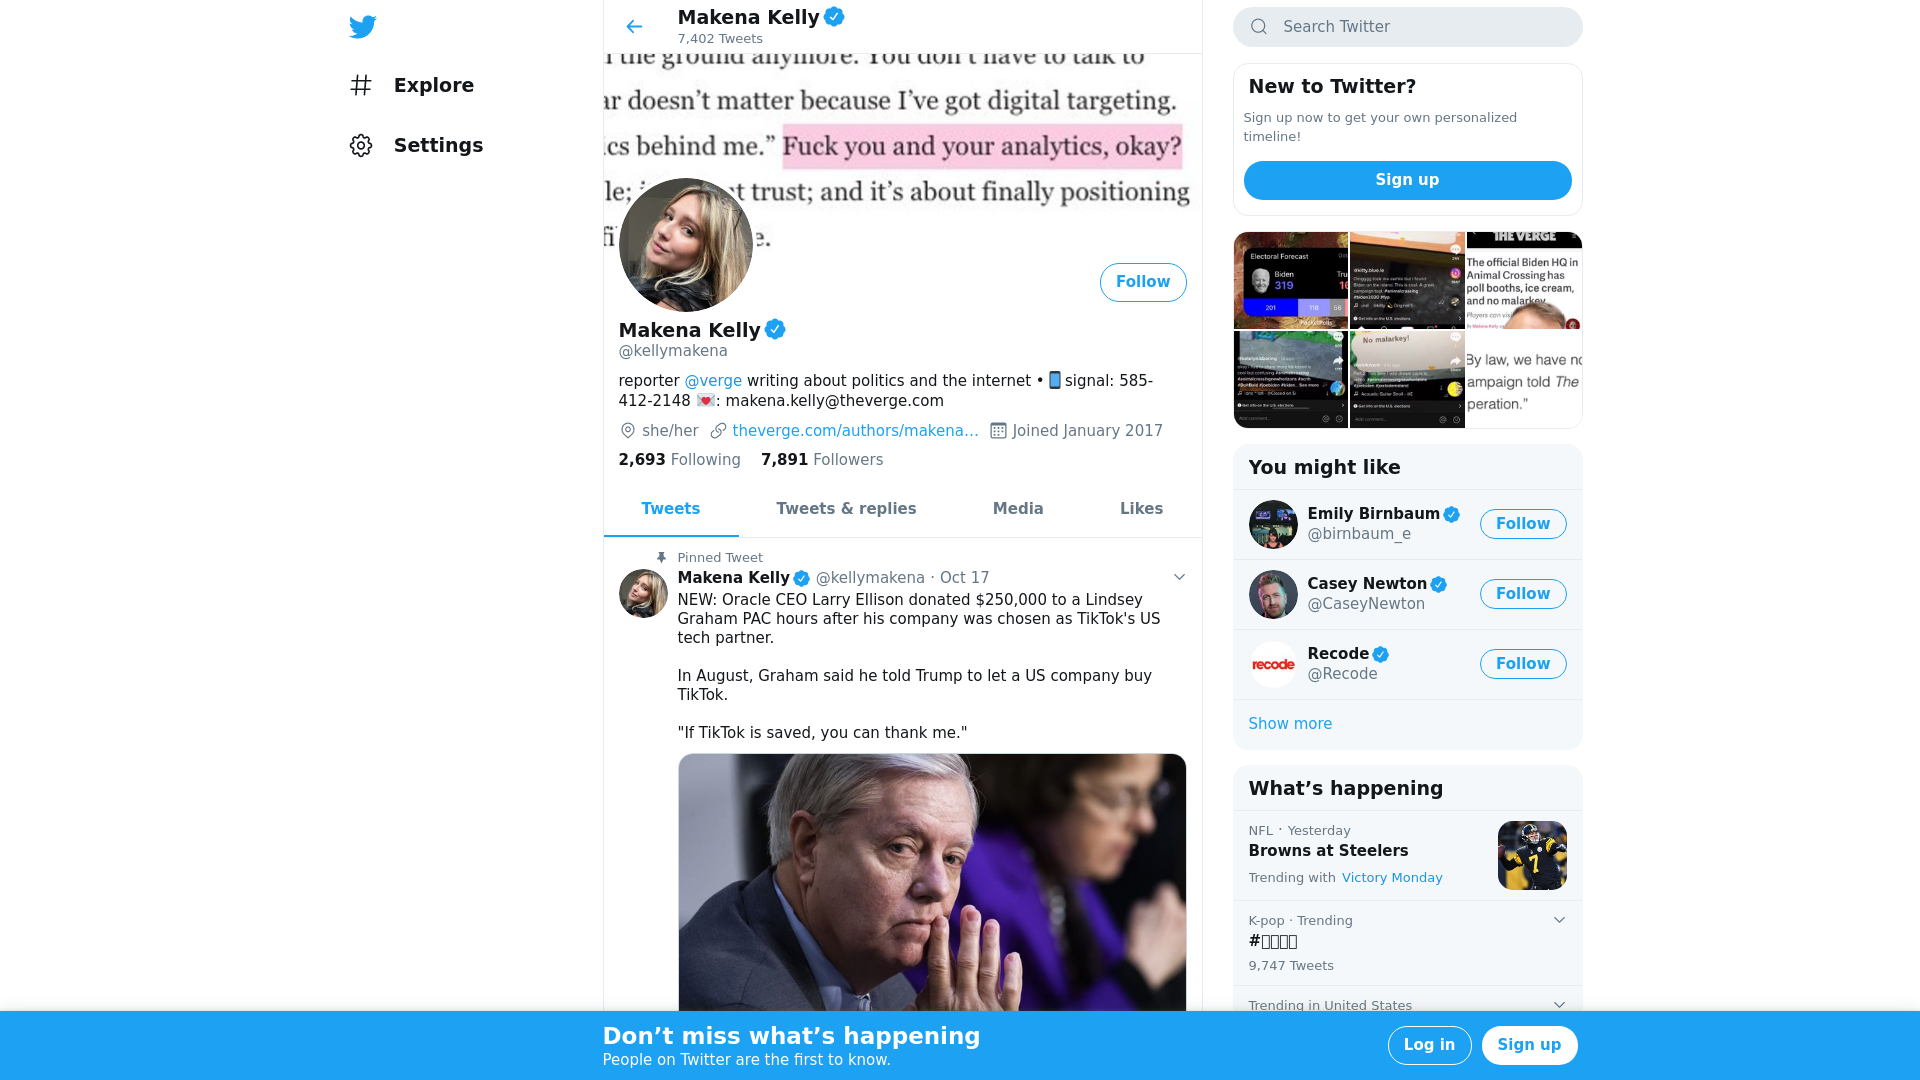 Explore
Settings
Makena Kelly
7,402 Tweets
the ground anymore. You don't have to talk to
ar doesn't matter because I've got digital targeting.
cs behind me." Fuck you and your analytics, okay?
trust; and it's about finally positioning
Follow
Makena Kelly
@kellymakena
reporter @verge writing about politics and the internet • 📱signal: 585-
412-2148 💌: makena.kelly@theverge.com
she/her theverge.com/authors/makena… Joined January 2017
2,693 Following 7,891 Followers
Tweets Tweets & replies Media Likes
Pinned Tweet
Makena Kelly @kellymakena · Oct 17
NEW: Oracle CEO Larry Ellison donated $250,000 to a Lindsey
Graham PAC hours after his company was chosen as TikTok's US
tech partner.
In August, Graham said he told Trump to let a US company buy
TikTok.
"If TikTok is saved, you can thank me."
Search Twitter
New to Twitter?
Sign up now to get your own personalized
timeline!
Sign up
Electoral Forecast
Biden
319
201 118 56
THE VERGE
The official Biden HQ in
Animal Crossing has
poll booths, ice cream,
and no malarkey
No malarkey!
By law, we have no
ampaign told The
peration."
You might like
Emily Birnbaum
@birnbaum_e
Follow
Casey Newton
@CaseyNewton
Follow
recode
Recode
@Recode
Follow
Show more
What's happening
NFL · Yesterday
Browns at Steelers
Trending with Victory Monday
K-pop · Trending
9,747 Tweets
Trending in United States
Don't miss what's happening
People on Twitter are the first to know.
Log in
Sign up